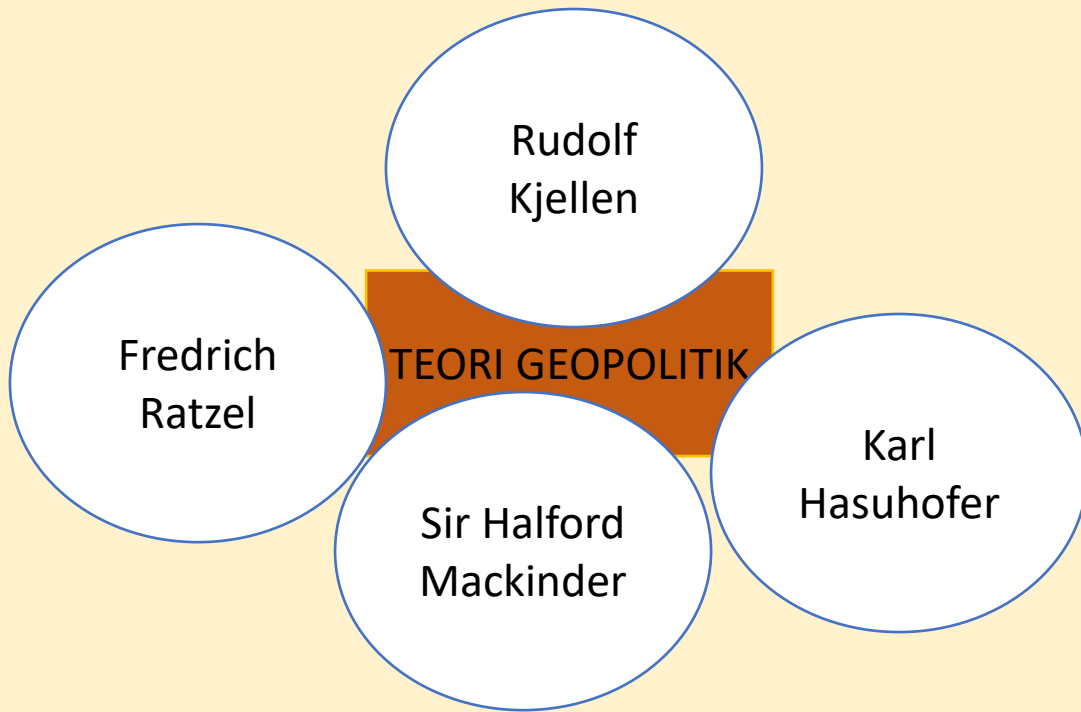 Rudolf
Kjellen
Fredrich
Ratzel
TEORI GEOPOLITIK
Karl
Hasuhofer
Sir Halford
Mackinder